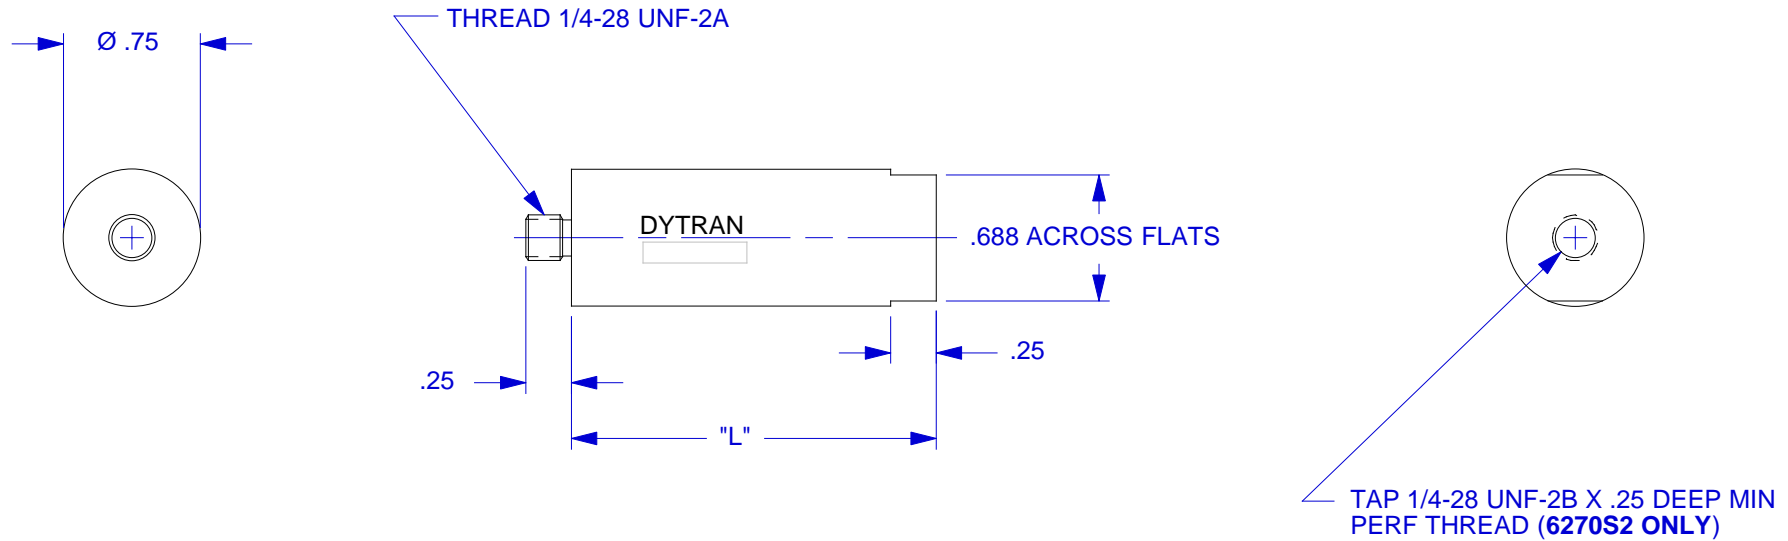 THREAD 1/4-28 UNF-2A
Ø .75
DYTRAN
.688 ACROSS FLATS
.25
.25
"L"
TAP 1/4-28 UNF-2B X .25 DEEP MIN
PERF THREAD (6270S2 ONLY)